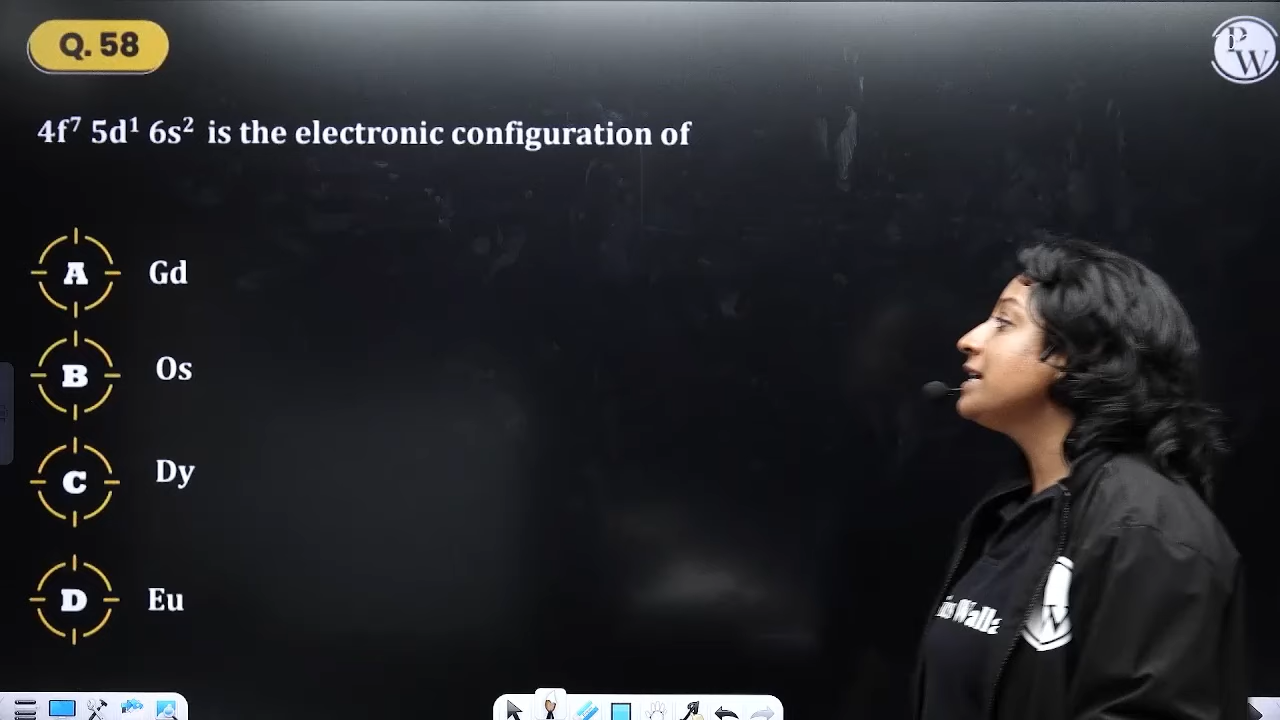 Q. 58
P
W
4f⁷ 5d¹ 6s² is the electronic configuration of
A Gd
B Os
C Dy
D Eu
W